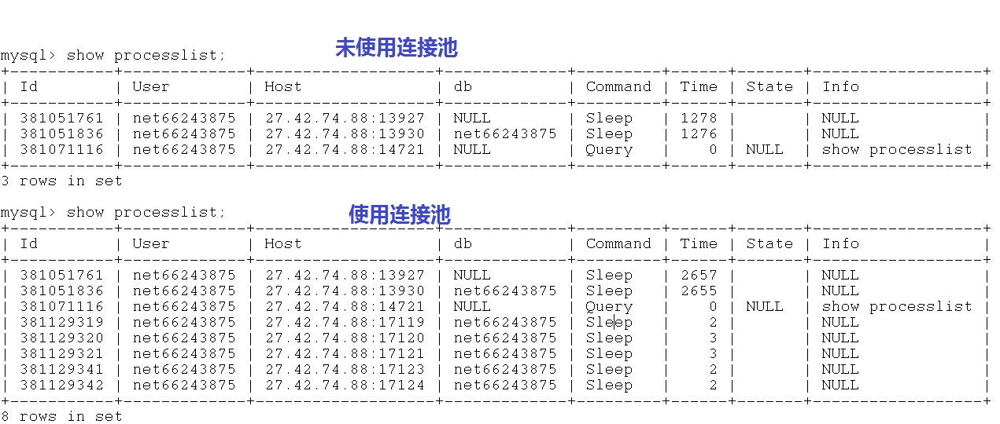 未使用连接池
mysql> show processlist;
+-----------+-------------+--------------------+-------------+---------+------+-------+------------------+
| Id        | User        | Host               | db          | Command | Time | State | Info             |
+-----------+-------------+--------------------+-------------+---------+------+-------+------------------+
| 381051761 | net66243875 | 27.42.74.88:13927 | NULL        | Sleep   | 1278 |       | NULL             |
| 381051836 | net66243875 | 27.42.74.88:13930 | net66243875 | Sleep   | 1276 |       | NULL             |
| 381071116 | net66243875 | 27.42.74.88:14721 | NULL        | Query   |    0 | NULL  | show processlist |
+-----------+-------------+--------------------+-------------+---------+------+-------+------------------+
3 rows in set
使用连接池
mysql> show processlist;
+-----------+-------------+--------------------+-------------+---------+------+-------+------------------+
| Id        | User        | Host               | db          | Command | Time | State | Info             |
+-----------+-------------+--------------------+-------------+---------+------+-------+------------------+
| 381051761 | net66243875 | 27.42.74.88:13927 | NULL        | Sleep   | 2657 |       | NULL             |
| 381051836 | net66243875 | 27.42.74.88:13930 | net66243875 | Sleep   | 2655 |       | NULL             |
| 381071116 | net66243875 | 27.42.74.88:14721 | NULL        | Query   |    0 | NULL  | show processlist |
| 381129319 | net66243875 | 27.42.74.88:17119 | net66243875 | Sleep   |    2 |       | NULL             |
| 381129320 | net66243875 | 27.42.74.88:17120 | net66243875 | Sleep   |    3 |       | NULL             |
| 381129321 | net66243875 | 27.42.74.88:17121 | net66243875 | Sleep   |    3 |       | NULL             |
| 381129341 | net66243875 | 27.42.74.88:17123 | net66243875 | Sleep   |    2 |       | NULL             |
| 381129342 | net66243875 | 27.42.74.88:17124 | net66243875 | Sleep   |    2 |       | NULL             |
+-----------+-------------+--------------------+-------------+---------+------+-------+------------------+
8 rows in set